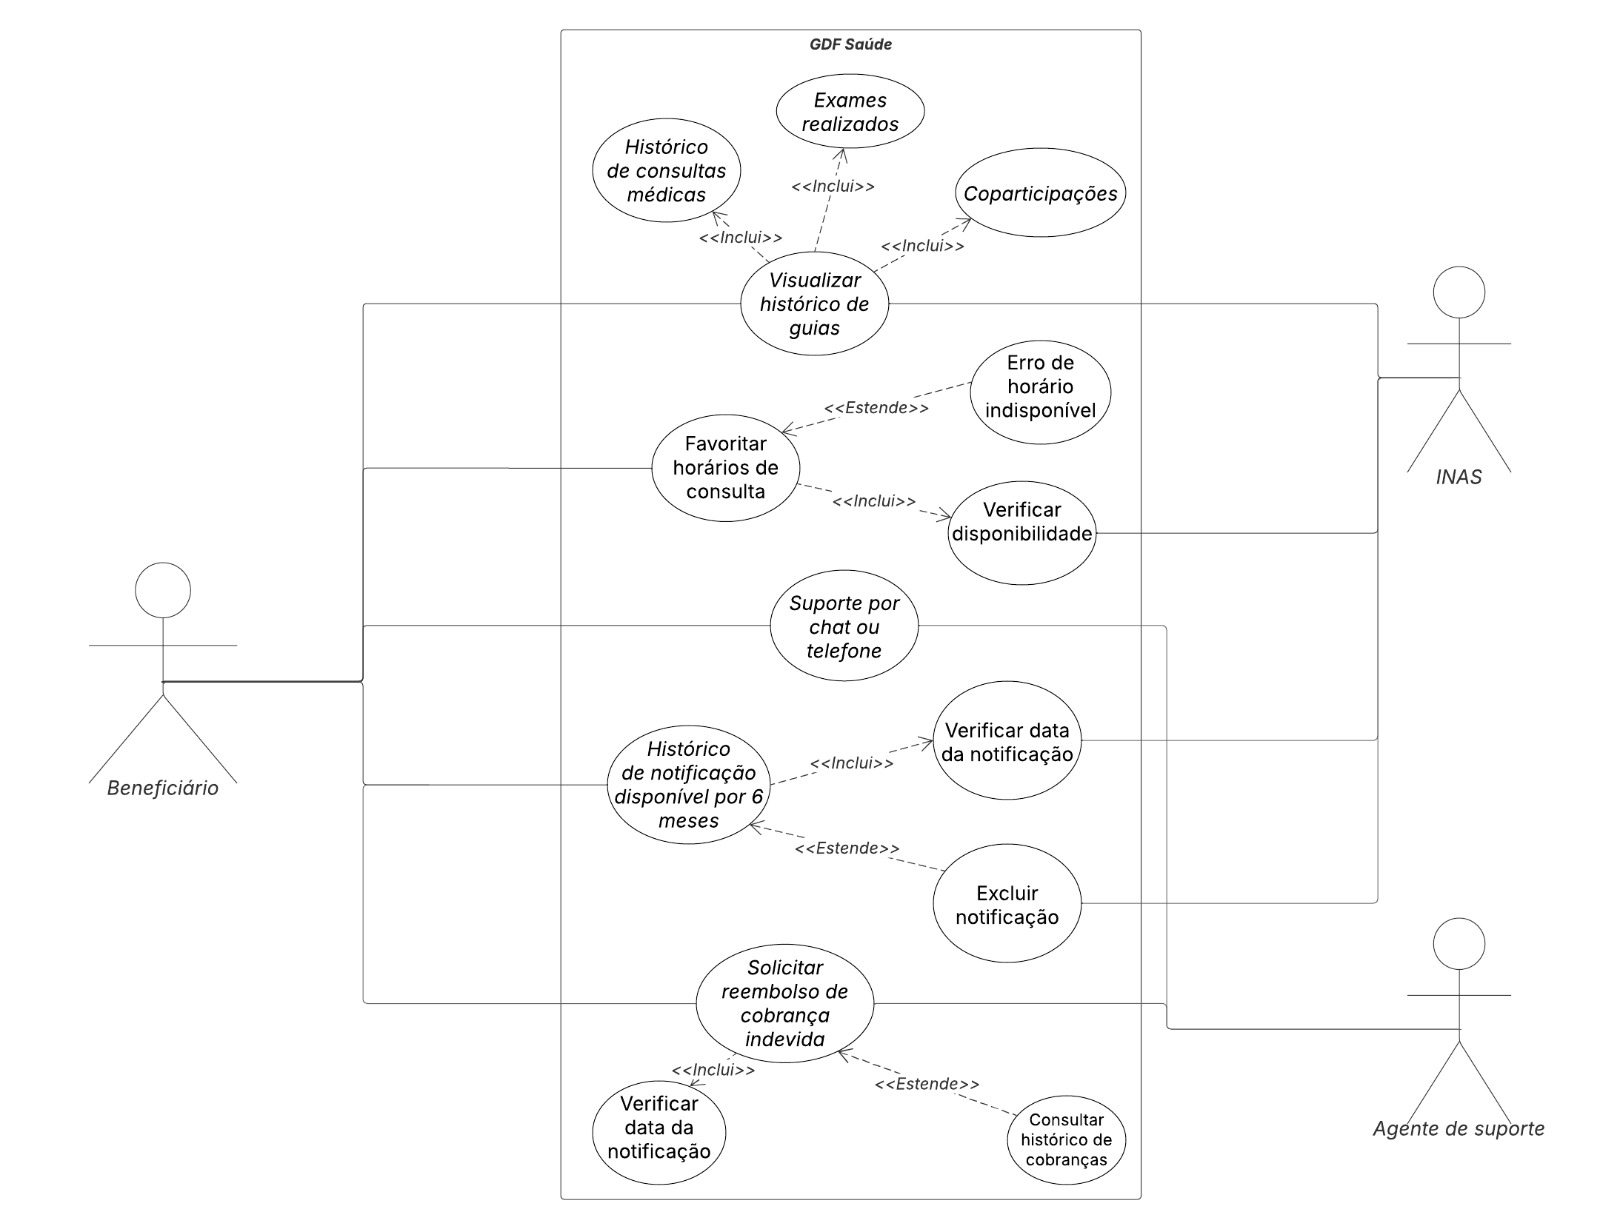 GDF Saúde
Exames
realizados
Histórico
de consultas
médicas
<<Inclui>>
Coparticipações
<<Inclui>>
<<Inclui>>
Visualizar
histórico de
guias
Erro de
horário
indisponível
<<Estende>>
Favoritar
horários de
consulta
<<Inclui>>
Verificar
disponibilidade
INAS
Suporte por
chat ou
telefone
Beneficiário
Histórico
de notificação
disponível por 6
meses
<<Inclui>>
Verificar data
da notificação
<<Estende>>
Excluir
notificação
Solicitar
reembolso de
cobrança
indevida
<<Inclui>>
<<Estende>>
Verificar
data da
notificação
Consultar
histórico de
cobranças
Agente de suporte